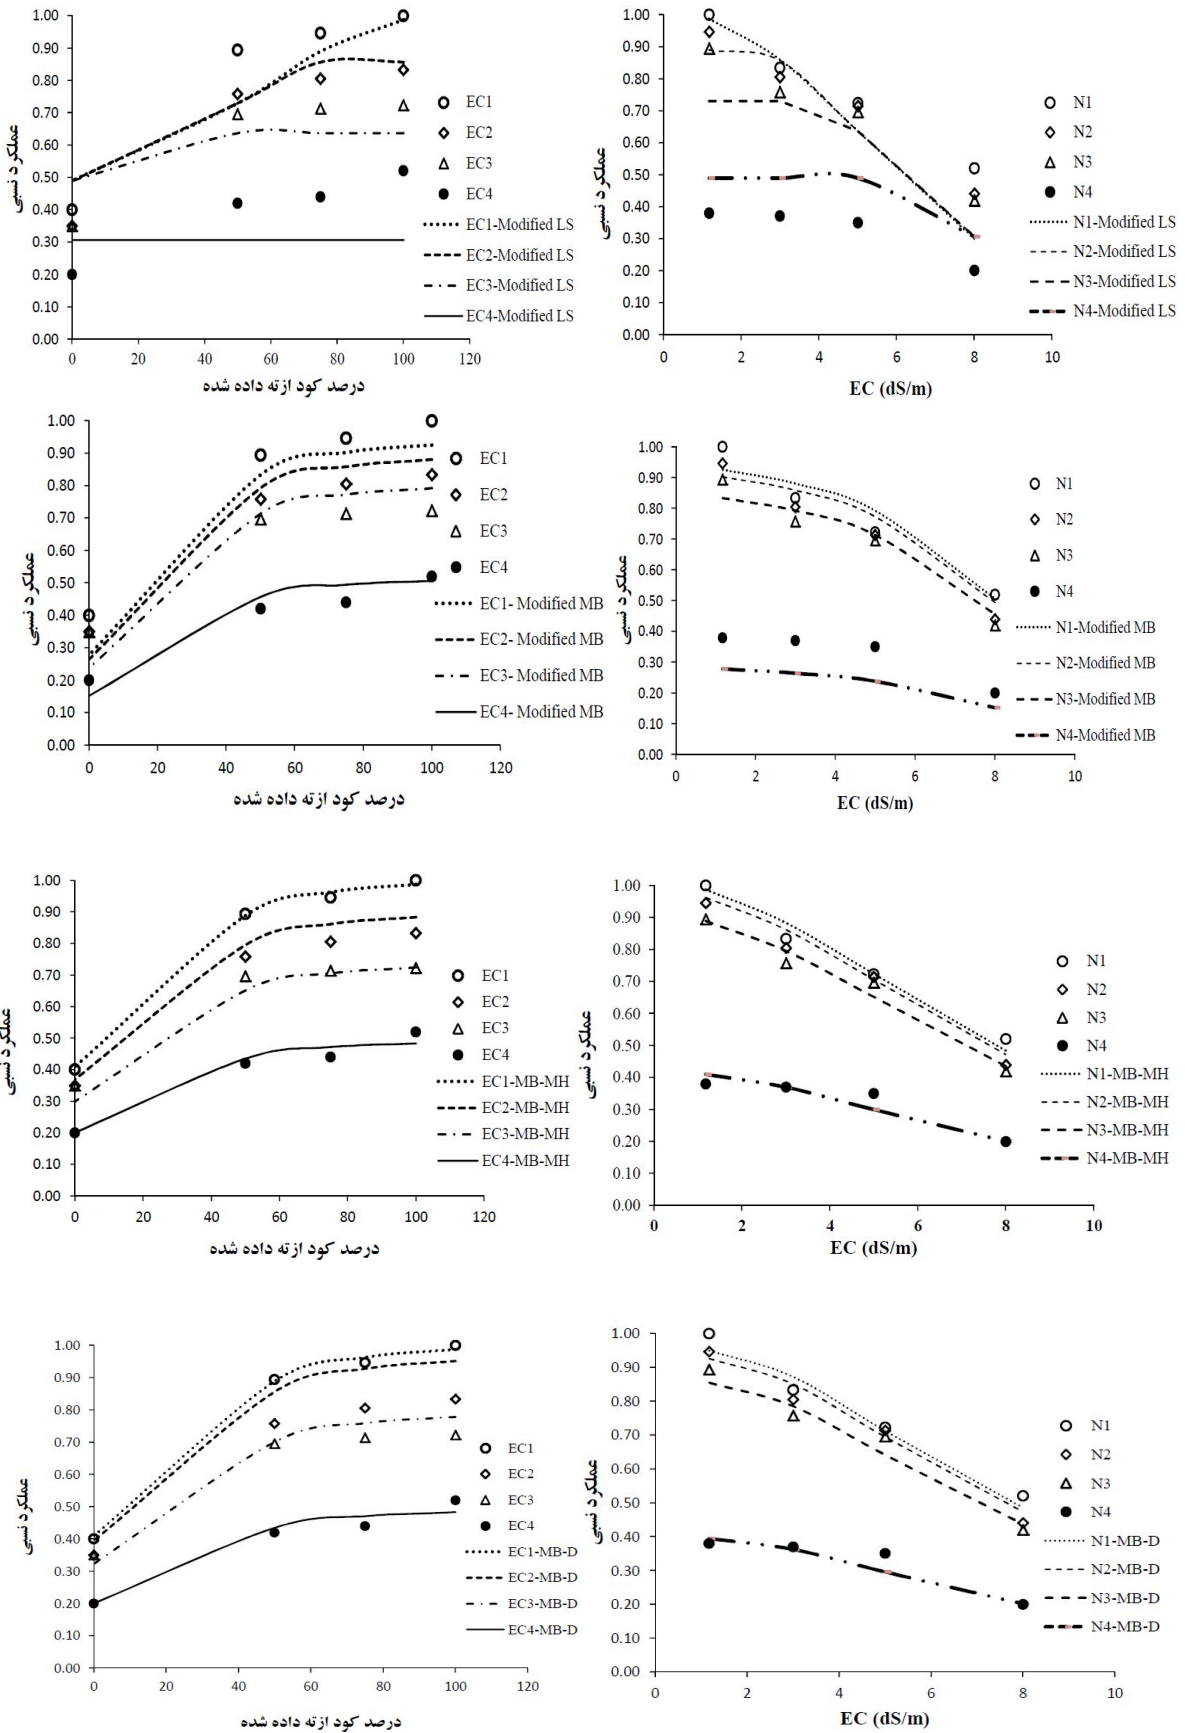 1.00
0.90
0.80
0.70
0.60
0.50
0.40
0.30
0.20
0.10
0.00
0
20
40
60
80
100
120
عملکرد نسبی
درصد کود ازته داده شده
EC1
EC2
EC3
EC4
EC1-Modified LS
EC2-Modified LS
EC3-Modified LS
EC4-Modified LS
1.00
0.90
0.80
0.70
0.60
0.50
0.40
0.30
0.20
0.10
0.00
0
2
4
6
8
10
عملکرد نسبی
EC (dS/m)
N1
N2
N3
N4
N1-Modified LS
N2-Modified LS
N3-Modified LS
N4-Modified LS
1.00
0.90
0.80
0.70
0.60
0.50
0.40
0.30
0.20
0.10
0.00
0
20
40
60
80
100
120
عملکرد نسبی
درصد کود ازته داده شده
EC1
EC2
EC3
EC4
EC1- Modified MB
EC2- Modified MB
EC3- Modified MB
EC4- Modified MB
1.00
0.90
0.80
0.70
0.60
0.50
0.40
0.30
0.20
0.10
0.00
0
2
4
6
8
10
عملکرد نسبی
EC (dS/m)
N1
N2
N3
N4
N1-Modified MB
N2-Modified MB
N3-Modified MB
N4-Modified MB
1.00
0.90
0.80
0.70
0.60
0.50
0.40
0.30
0.20
0.10
0.00
0
20
40
60
80
100
120
عملکرد نسبی
درصد کود ازته داده شده
EC1
EC2
EC3
EC4
EC1-MB-MH
EC2-MB-MH
EC3-MB-MH
EC4-MB-MH
1.00
0.90
0.80
0.70
0.60
0.50
0.40
0.30
0.20
0.10
0.00
0
2
4
6
8
10
عملکرد نسبی
EC (dS/m)
N1
N2
N3
N4
N1-MB-MH
N2-MB-MH
N3-MB-MH
N4-MB-MH
1.00
0.90
0.80
0.70
0.60
0.50
0.40
0.30
0.20
0.10
0.00
0
20
40
60
80
100
120
عملکرد نسبی
درصد کود ازته داده شده
EC1
EC2
EC3
EC4
EC1-MB-D
EC2-MB-D
EC3-MB-D
EC4-MB-D
1.00
0.90
0.80
0.70
0.60
0.50
0.40
0.30
0.20
0.10
0.00
0
2
4
6
8
10
عملکرد نسبی
EC (dS/m)
N1
N2
N3
N4
N1-MB-D
N2-MB-D
N3-MB-D
N4-MB-D